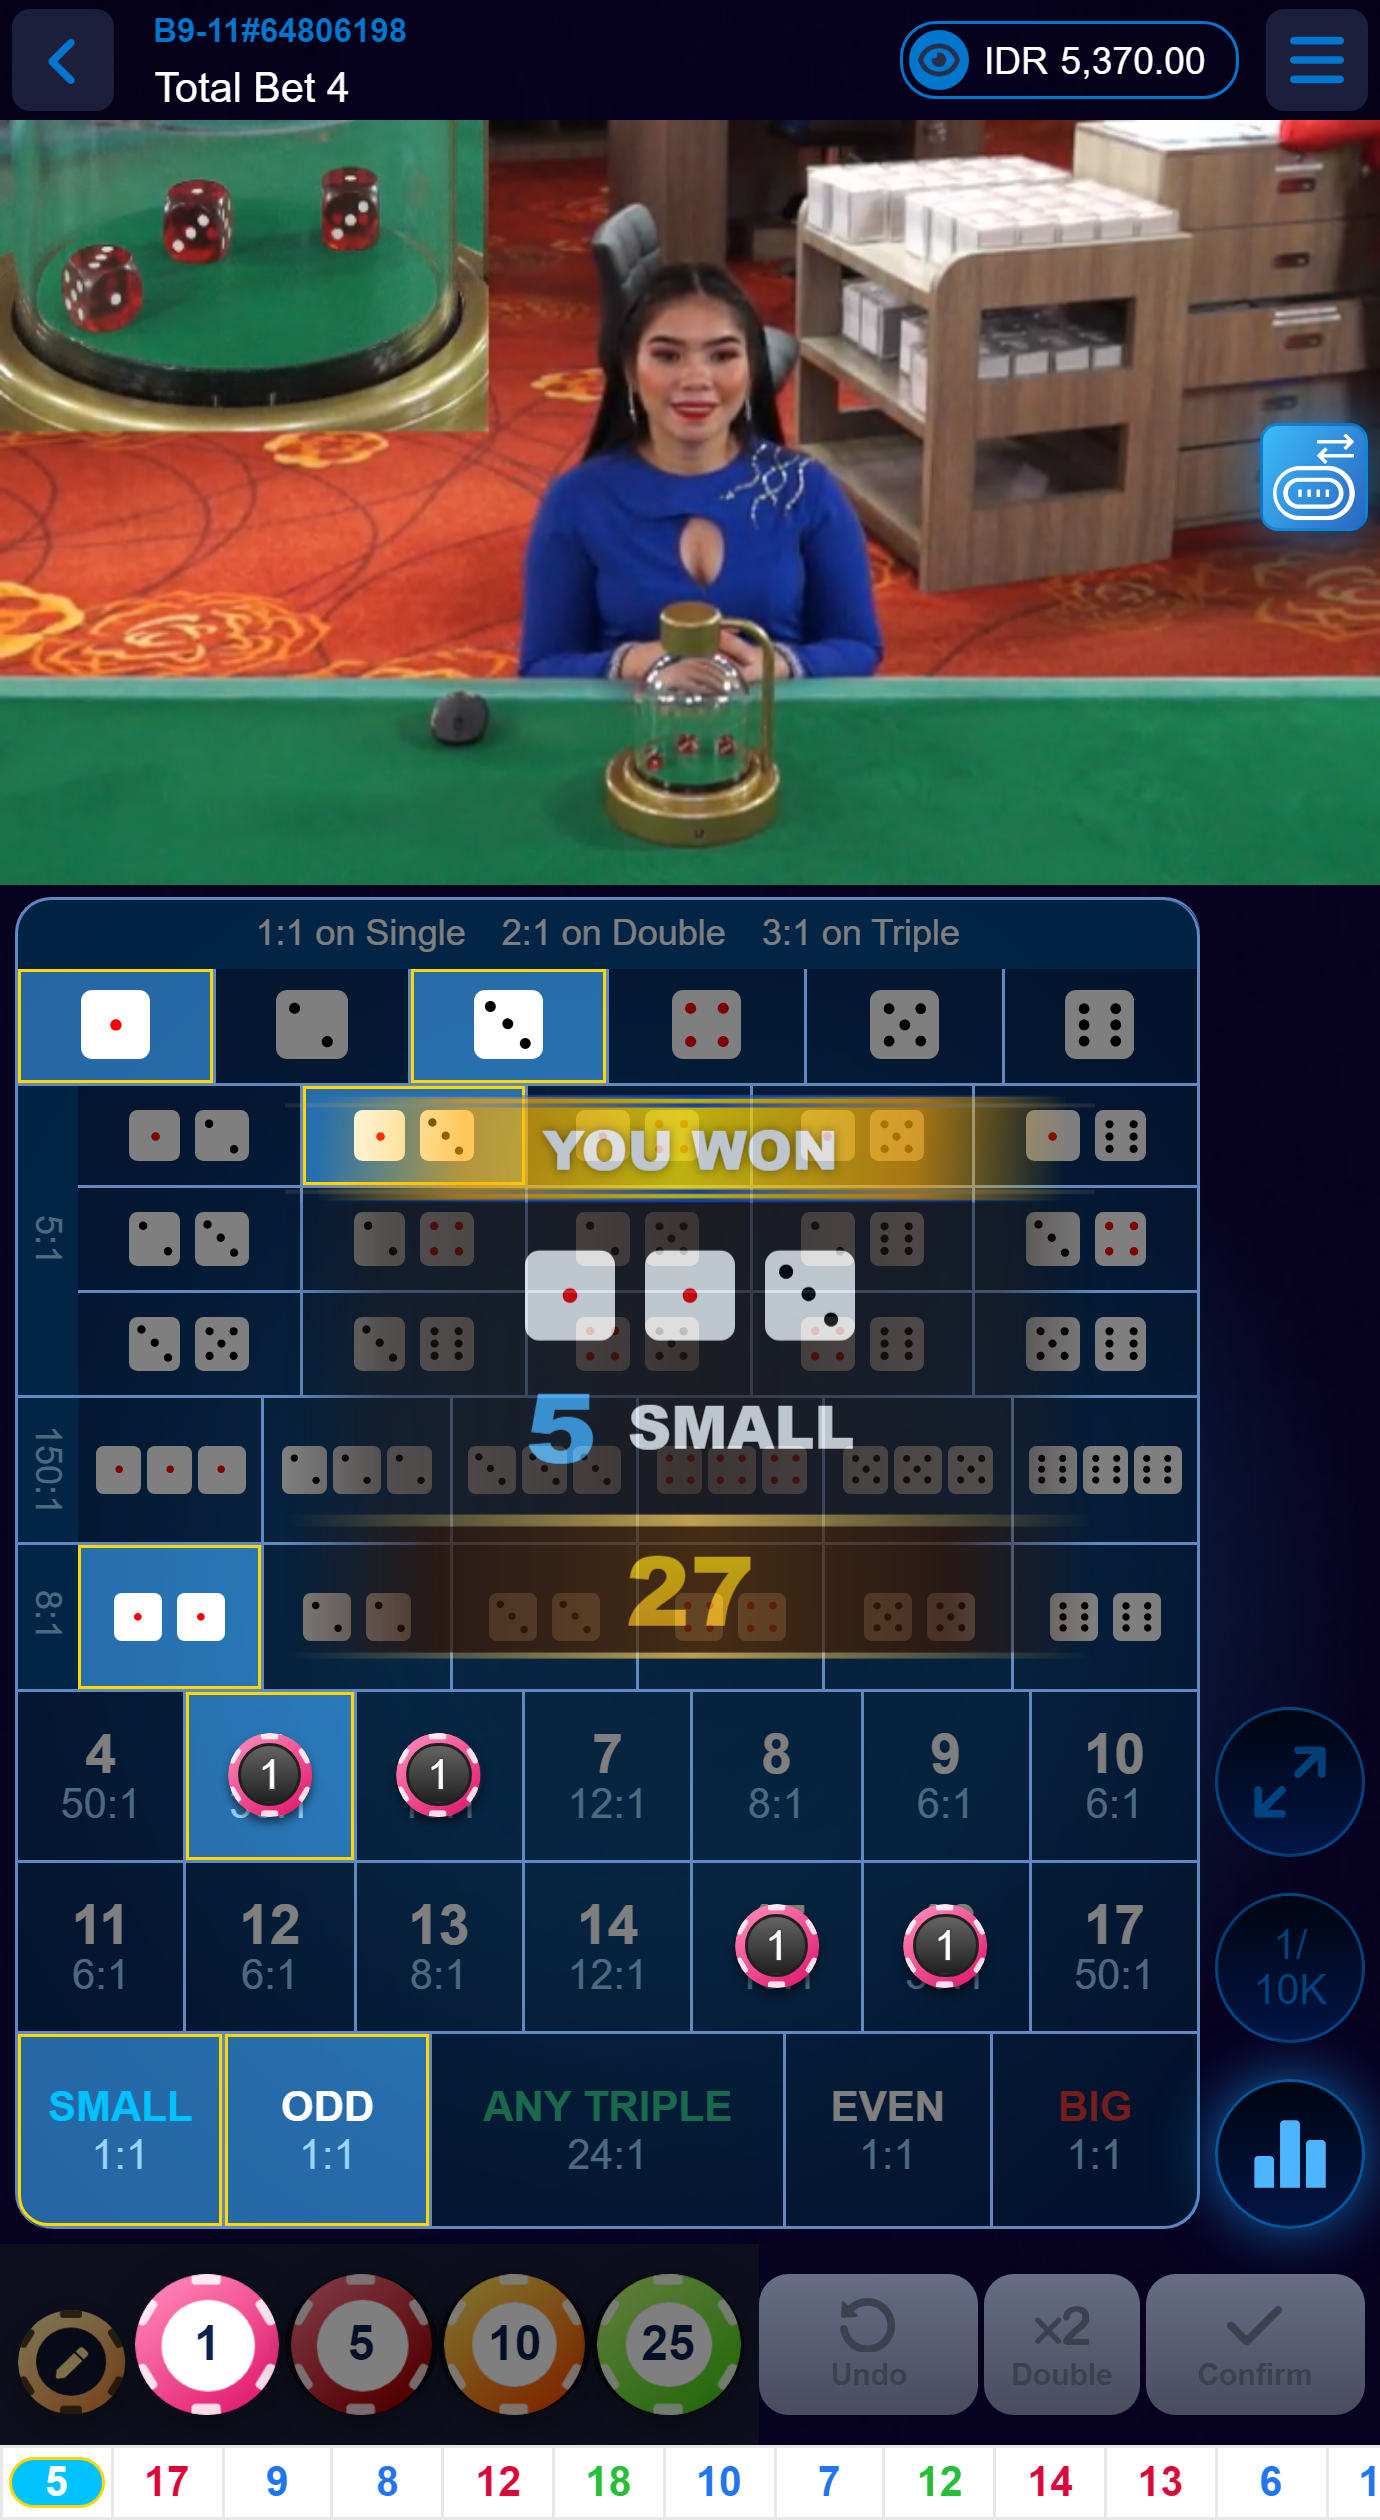 B9-11#64806198
Total Bet 4
IDR 5,370.00
1:1 on Single 2:1 on Double 3:1 on Triple
YOU WON
5:1
5 SMALL
150:1
27
8:1
4 1 1 7 8 9 10
50:1 12:1 8:1 6:1 6:1
11 12 13 14 1 1 17
6:1 6:1 8:1 12:1 50:1
1/
10K
SMALL ODD ANY TRIPLE EVEN BIG
1:1 1:1 24:1 1:1 1:1
1 5 10 25
x2
Undo Double Confirm
5 17 9 8 12 18 10 7 12 14 13 6